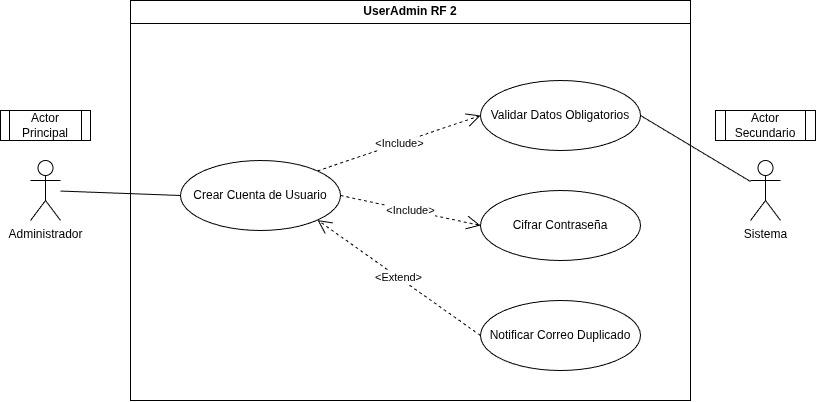 UserAdmin RF 2
Actor
Principal
Administrador
Crear Cuenta de Usuario
<Include>
<Include>
<Extend>
Validar Datos Obligatorios
Cifrar Contraseña
Notificar Correo Duplicado
Actor
Secundario
Sistema